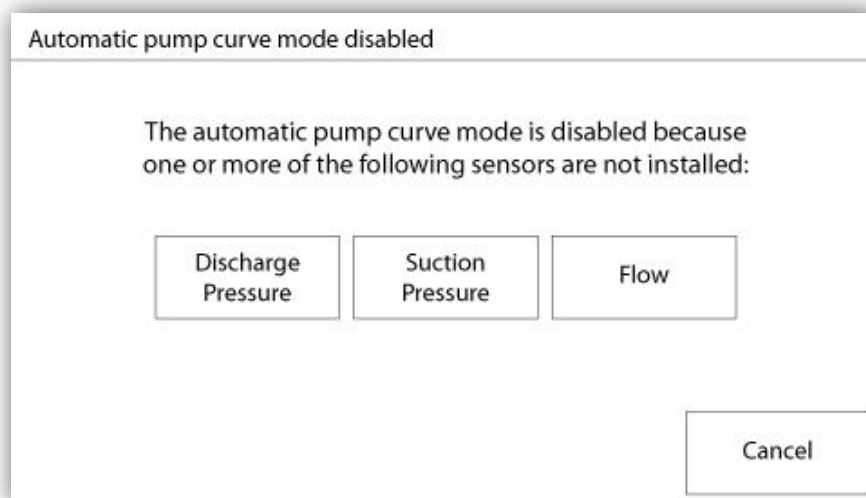 Automatic pump curve mode disabled
The automatic pump curve mode is disabled because
one or more of the following sensors are not installed:
Discharge
Pressure
Suction
Pressure
Flow
Cancel